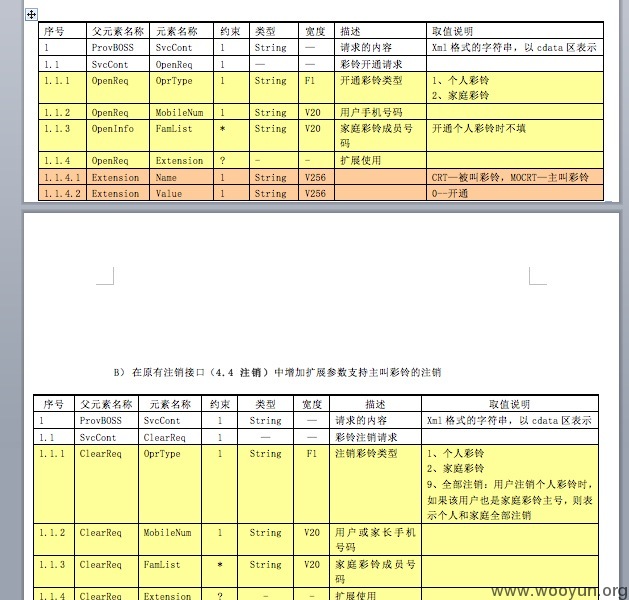 序号 父元素名称 元素名称 约束 类型 宽度 描述 取值说明
1 ProvBOSS SvcCont 1 String — 请求的内容 Xml 格式的字符串，以 cdata 区表示
1.1 SvcCont OpenReq 1 — — 彩铃开通请求
1.1.1 OpenReq OprType 1 String F1 开通彩铃类型 1、个人彩铃
2、家庭彩铃
1.1.2 OpenReq MobileNum 1 String V20 用户手机号码
1.1.3 OpenInfo FamList * String V20 家庭彩铃成员号 开通个人彩铃时不填
码
1.1.4 OpenReq Extension ? - - 扩展使用
1.1.4.1 Extension Name 1 String V256 CRT—被叫彩铃，MOCRT—主叫彩铃
1.1.4.2 Extension Value 1 String V256 0--开通
B） 在原有注销接口（4.4 注销）中增加扩展参数支持主叫彩铃的注销
序号 父元素名称 元素名称 约束 类型 宽度 描述 取值说明
1 ProvBOSS SvcCont 1 String — 请求的内容 Xml 格式的字符串，以 cdata 区表示
1.1 SvcCont ClearReq 1 — — 彩铃注销请求
1.1.1 ClearReq OprType 1 String F1 注销彩铃类型 1、个人彩铃
2、家庭彩铃
9、全部注销：用户注销个人彩铃时，
如果该用户也是家庭彩铃主号，则表
示个人和家庭全部注销
1.1.2 ClearReq MobileNum 1 String V20 用户或家长手机
号码
1.1.3 ClearReq FamList * String V20 家庭彩铃成员号
码
1.1.4 ClearReq Extension ? - - 扩展使用
www.wooyun.org